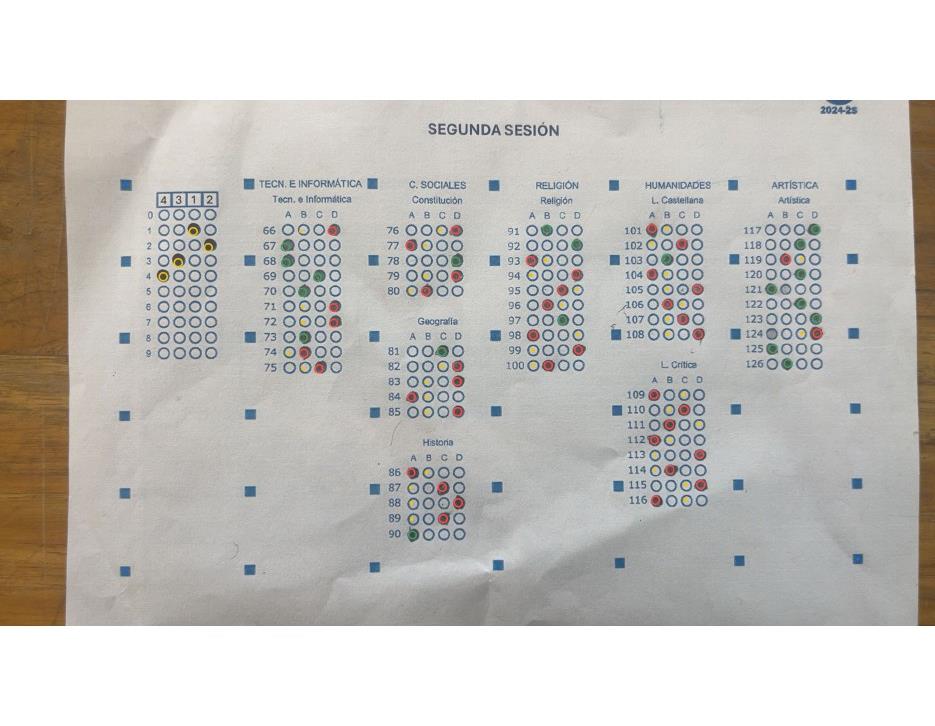 2024-2S
SEGUNDA SESIÓN
TECN. E INFORMÁTICA
Tecn. e Informática
A B C D
66
67
68
69
70
71
72
73
74
75
4 3 1 2
0
1
2
3
4
5
6
7
8
9
C. SOCIALES
Constitución
A B C D
76
77
78
79
80
Geografía
A B C D
81
82
83
84
85
Historia
A B C D
86
87
88
89
90
RELIGIÓN
Religión
A B C D
91
92
93
94
95
96
97
98
99
100
HUMANIDADES
L. Castellana
A B C D
101
102
103
104
105
106
107
108
L. Crítica
A B C D
109
110
111
112
113
114
115
116
ARTÍSTICA
Artística
A B C D
117
118
119
120
121
122
123
124
125
126